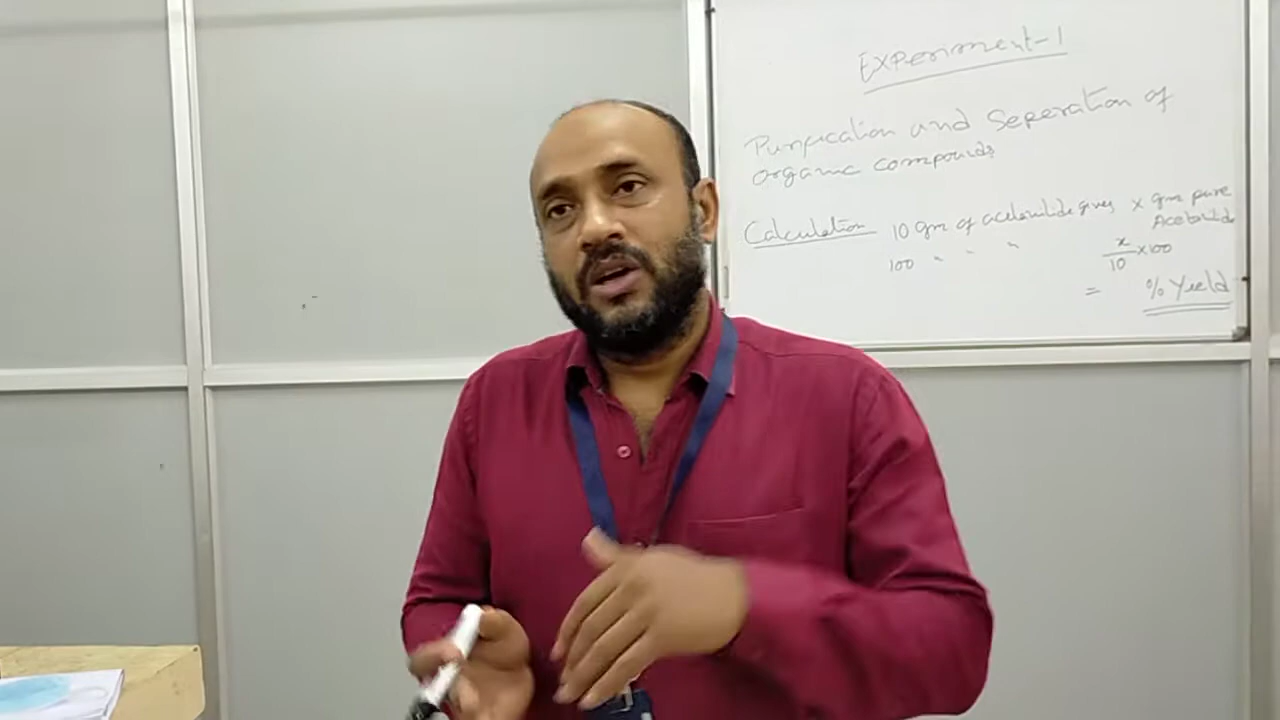 Experiment-1
Purification and Seperation of
organic compounds
Calculation 10 gm of acetanilide gives x gm pure
Acetanilide
100 " " " x/10 × 100
= % Yield